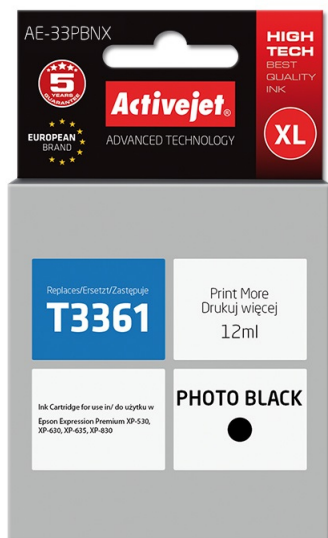 AE-33PBNX
HIGH
TECH
BEST
QUALITY
INK
5
YEARS
GUARANTEE
Activejet®
EUROPEAN
BRAND
ADVANCED TECHNOLOGY
XL
Replaces/Ersetzt/Zastępuje
T3361
Print More
Drukuj więcej
12ml
Ink Cartridge for use in/ do użytku w
Epson Expression Premium XP-530,
XP-630, XP-635, XP-830
PHOTO BLACK